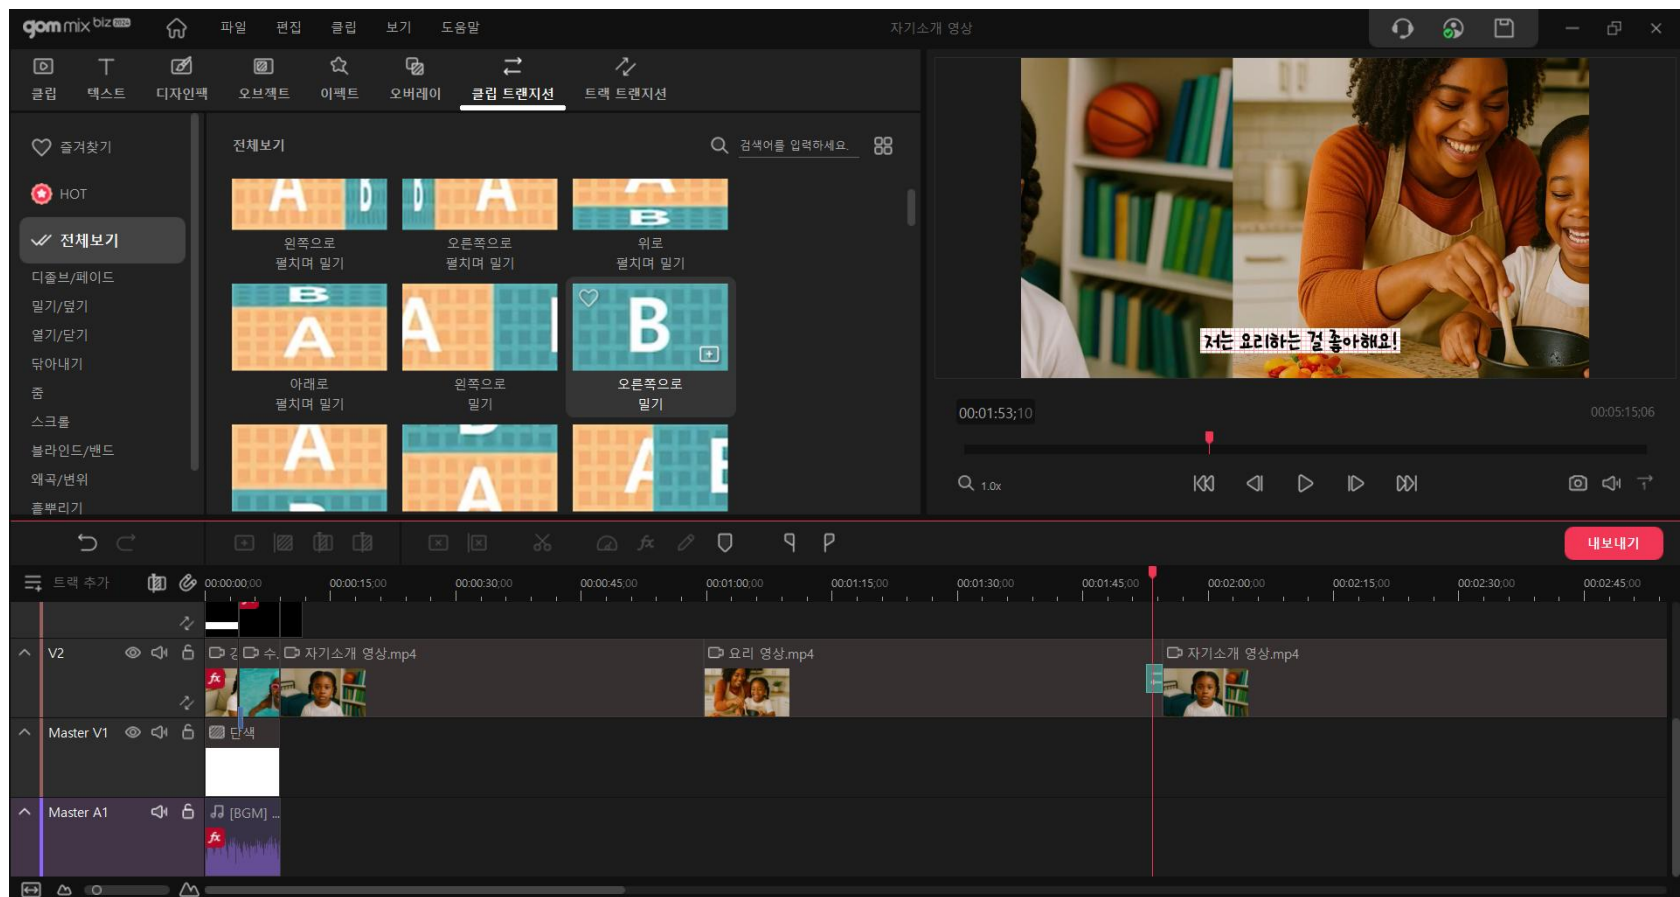 gom mix biz 2024
파일 편집 클립 보기 도움말
자기소개 영상
클립 텍스트 디자인팩 오브젝트 이펙트 오버레이 클립 트랜지션 트랙 트랜지션
즐겨찾기
HOT
전체보기
디졸브/페이드
밀기/덮기
열기/닫기
닦아내기
줌
스크롤
블라인드/밴드
왜곡/변위
흩뿌리기
전체보기
검색어를 입력하세요.
A B
B A
A
B
왼쪽으로
펼치며 밀기
오른쪽으로
펼치며 밀기
위로
펼치며 밀기
B
A
A
B
아래로
펼치며 밀기
왼쪽으로
밀기
오른쪽으로
밀기
A
A
A
저는 요리하는 걸 좋아해요!
00:01:53;10
00:05:15;06
1.0x
내보내기
트랙 추가
00:00:00;00 00:00:15;00 00:00:30;00 00:00:45;00 00:01:00;00 00:01:15;00 00:01:30;00 00:01:45;00 00:02:00;00 00:02:15;00 00:02:30;00 00:02:45;00
V2
수.
자기소개 영상.mp4
요리 영상.mp4
자기소개 영상.mp4
fx
Master V1
단색
Master A1
[BGM] ...
fx